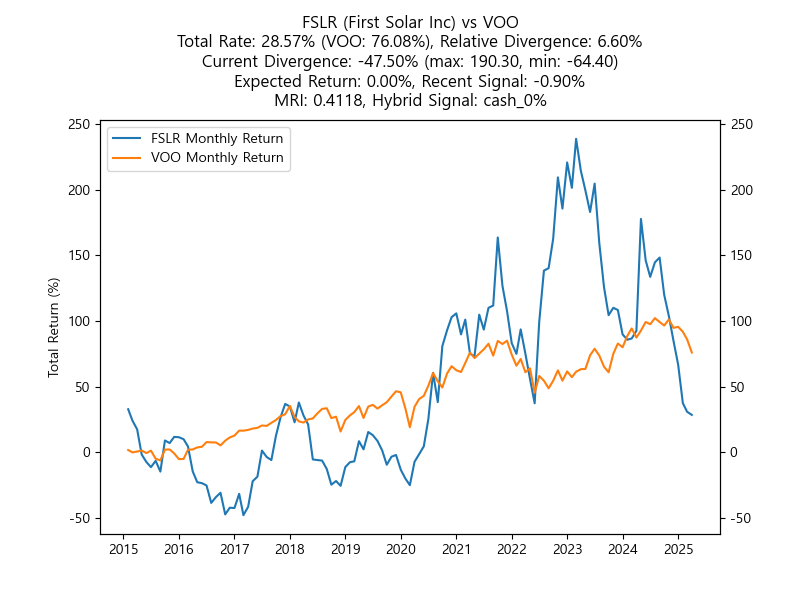 FSLR (First Solar Inc) vs VOO
Total Rate: 28.57% (VOO: 76.08%), Relative Divergence: 6.60%
Current Divergence: -47.50% (max: 190.30, min: -64.40)
Expected Return: 0.00%, Recent Signal: -0.90%
MRI: 0.4118, Hybrid Signal: cash_0%
FSLR Monthly Return
VOO Monthly Return
Total Return (%)
250
200
150
100
50
0
-50
250
200
150
100
50
0
-50
2015 2016 2017 2018 2019 2020 2021 2022 2023 2024 2025